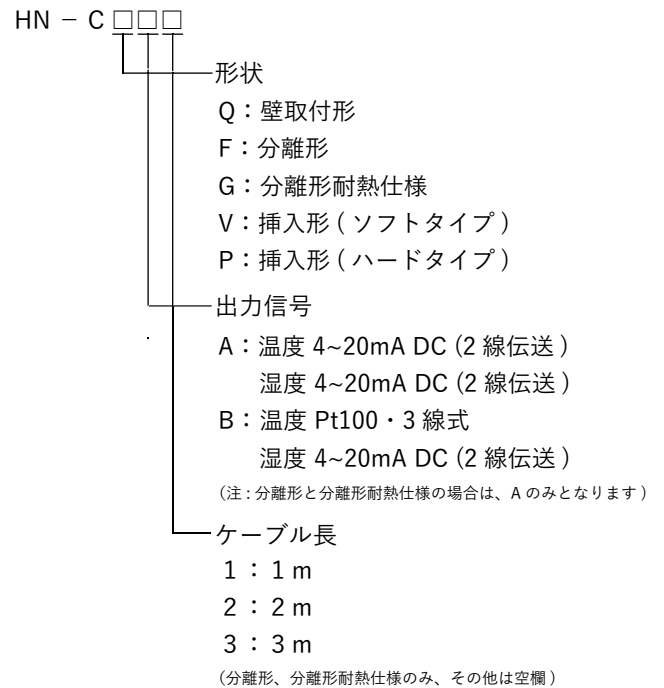 HN － C □□□
形状
Q：壁取付形
F：分離形
G：分離形耐熱仕様
V：挿入形 ( ソフトタイプ )
P：挿入形 ( ハードタイプ )
出力信号
A：温度 4~20mA DC (2 線伝送 )
湿度 4~20mA DC (2 線伝送 )
B：温度 Pt100・3 線式
湿度 4~20mA DC (2 線伝送 )
（注 : 分離形と分離形耐熱仕様の場合は、A のみとなります )
ケーブル長
1 ： 1 m
2 ： 2 m
3 ： 3 m
（分離形、分離形耐熱仕様のみ、その他は空欄 )